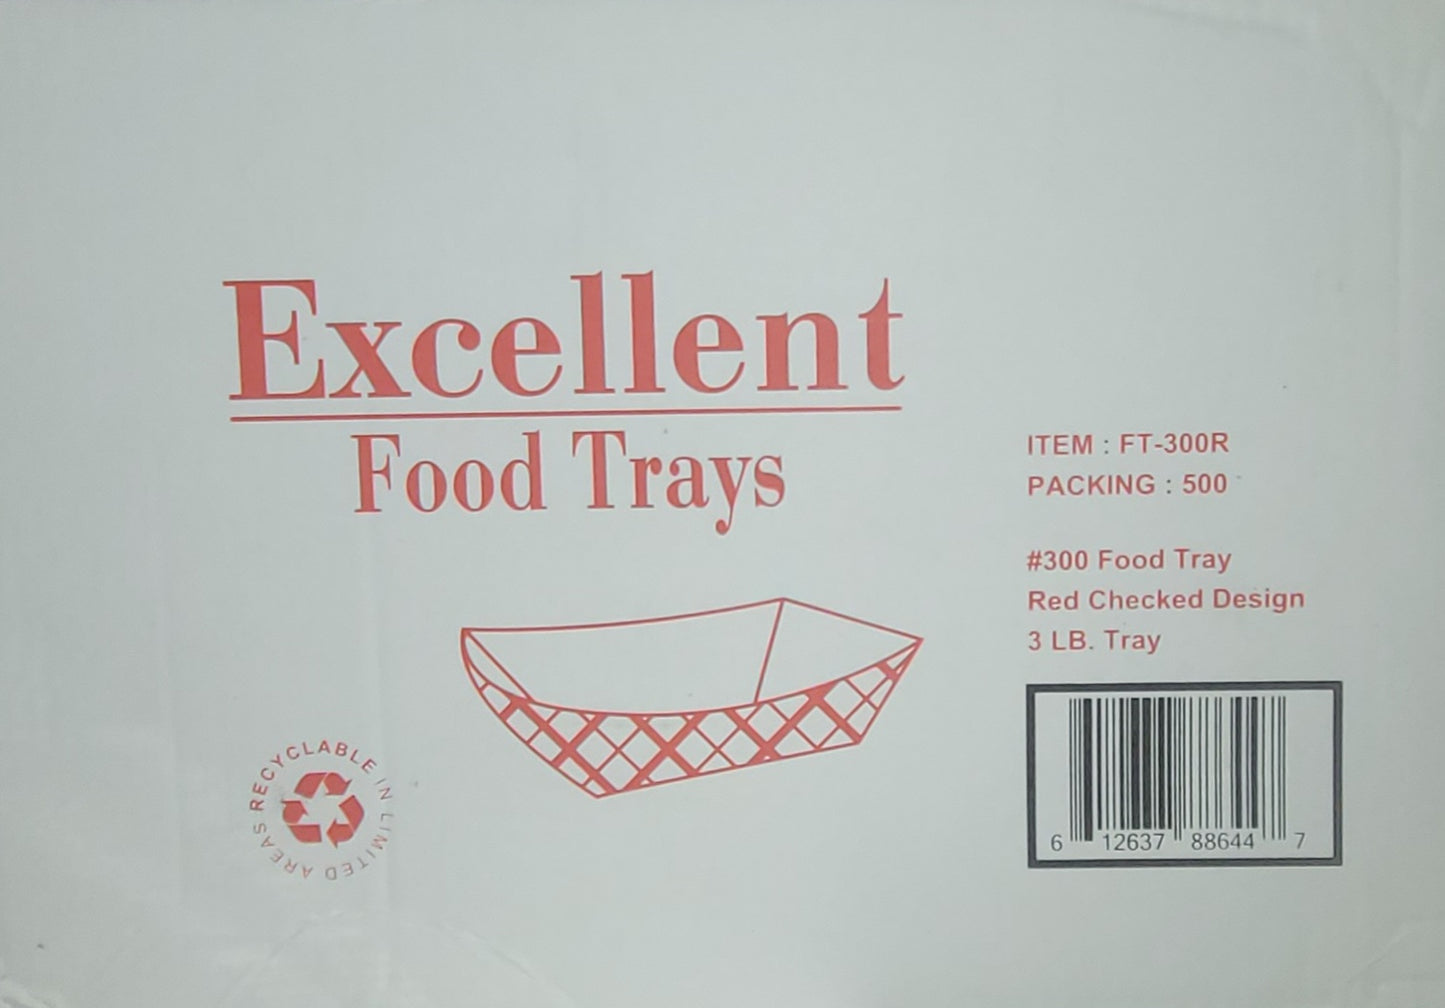 Excellent
Food Trays
ITEM : FT-300R
PACKING : 500
#300 Food Tray
Red Checked Design
3 LB. Tray
RECYCLABLE IN LIMITED AREAS
6 12637 88644 7